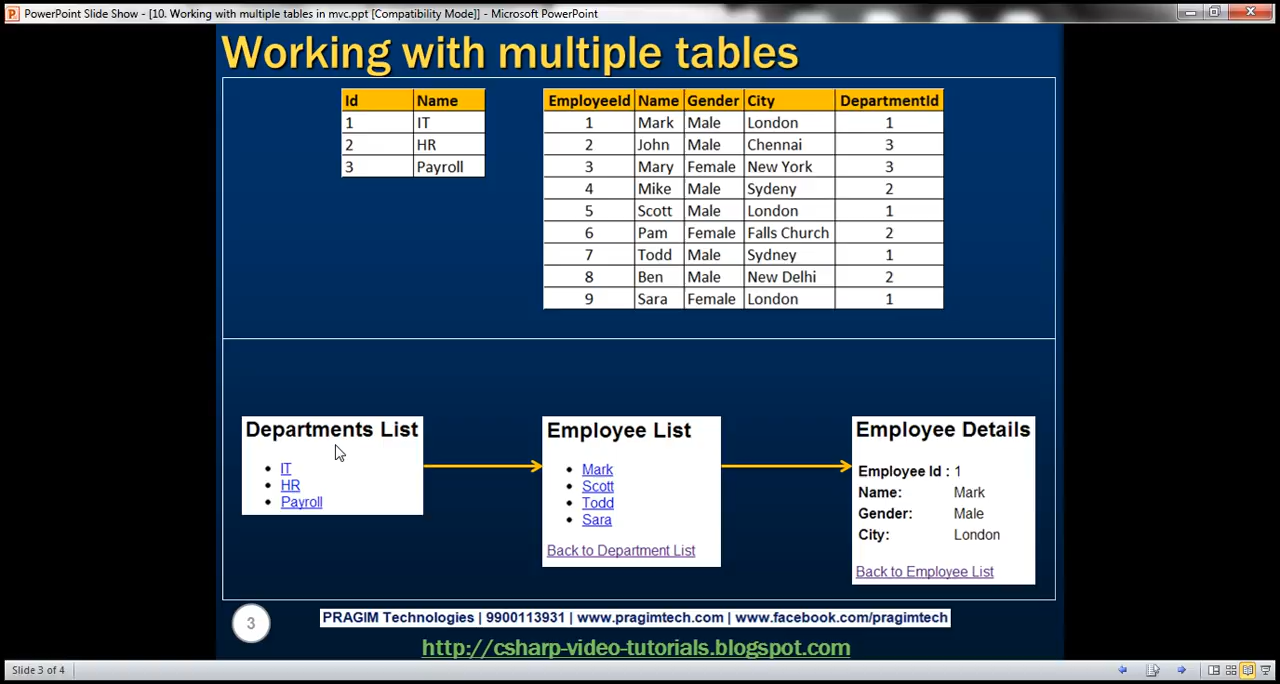 PowerPoint Slide Show - [10. Working with multiple tables in mvc.ppt [Compatibility Mode]] - Microsoft PowerPoint
Working with multiple tables
Id Name
1 IT
2 HR
3 Payroll
EmployeeId Name Gender City DepartmentId
1 Mark Male London 1
2 John Male Chennai 3
3 Mary Female New York 3
4 Mike Male Sydeny 2
5 Scott Male London 1
6 Pam Female Falls Church 2
7 Todd Male Sydney 1
8 Ben Male New Delhi 2
9 Sara Female London 1
Departments List
IT
HR
Payroll
Employee List
Mark
Scott
Todd
Sara
Back to Department List
Employee Details
Employee Id : 1
Name: Mark
Gender: Male
City: London
Back to Employee List
3
PRAGIM Technologies | 9900113931 | www.pragimtech.com | www.facebook.com/pragimtech
http://csharp-video-tutorials.blogspot.com
Slide 3 of 4